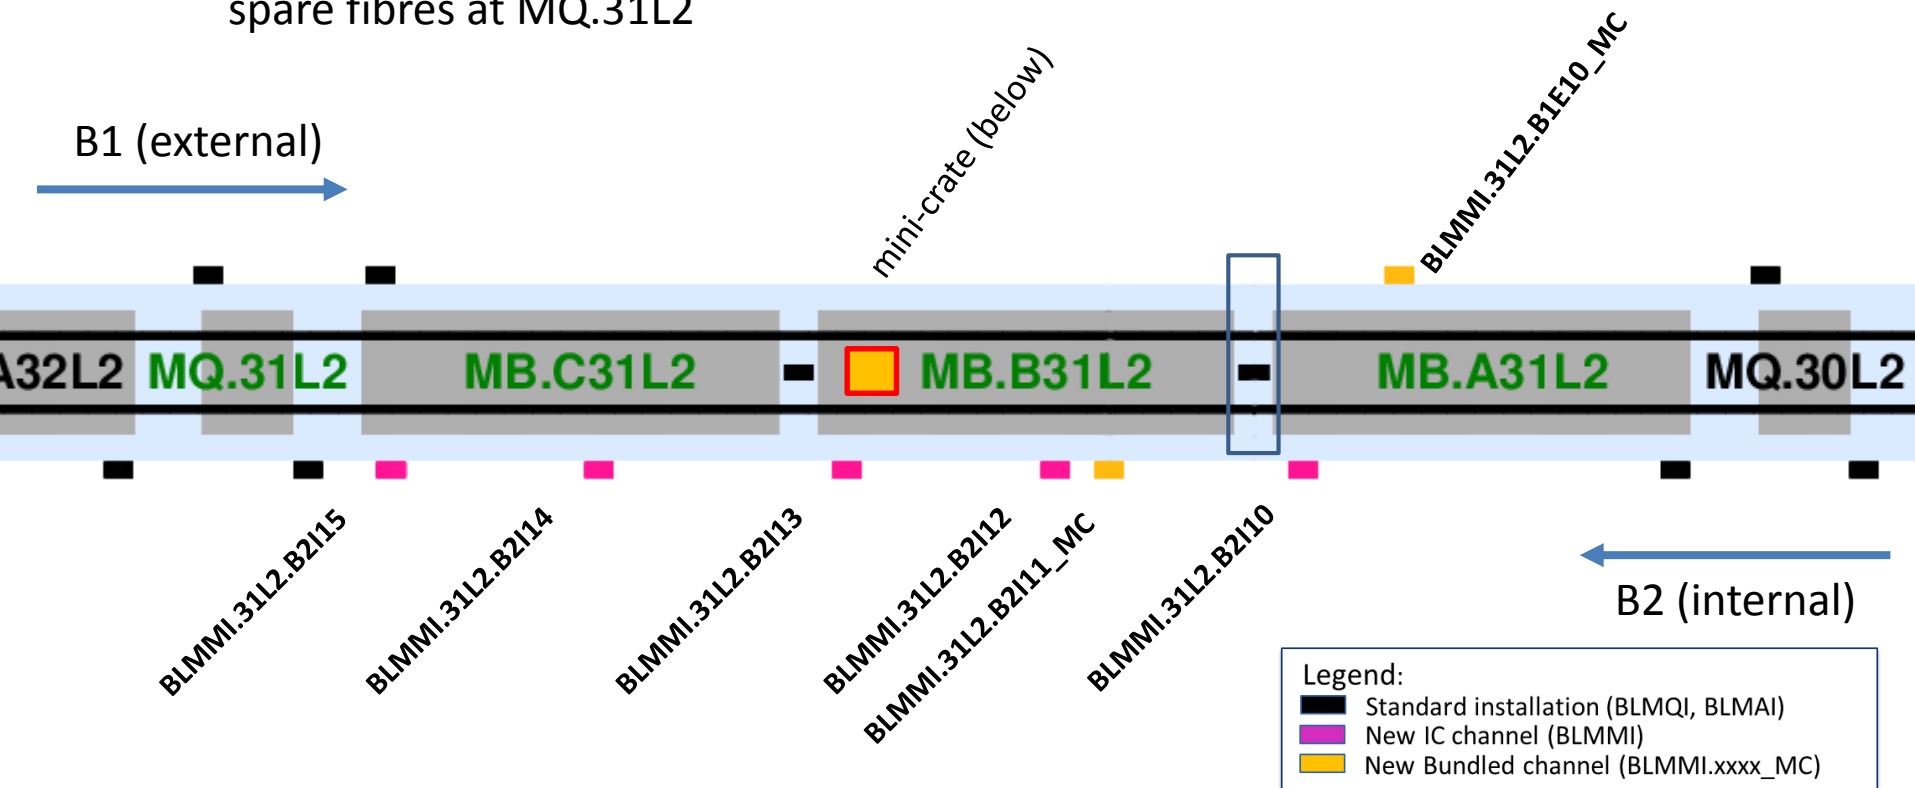 spare fibres at MQ.31L2
B1 (external)
mini-crate (below)
BLMMI.31L2.B1E10_MC
A32L2
MQ.31L2
MB.C31L2
MB.B31L2
MB.A31L2
MQ.30L2
BLMMI.31L2.B2I15
BLMMI.31L2.B2I14
BLMMI.31L2.B2I13
BLMMI.31L2.B2I12
BLMMI.31L2.B2I11_MC
BLMMI.31L2.B2I10
B2 (internal)
Legend:
Standard installation (BLMQI, BLMAI)
New IC channel (BLMMI)
New Bundled channel (BLMMI.xxxx_MC)